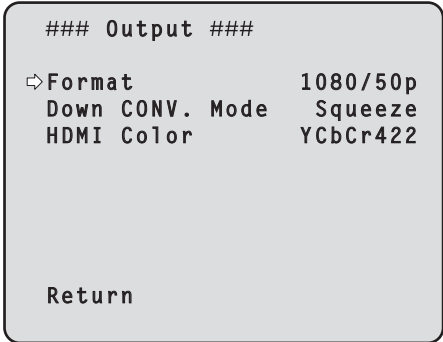 ### Output ###
⇨Format 1080/50p
Down CONV. Mode Squeeze
HDMI Color YCbCr422
Return